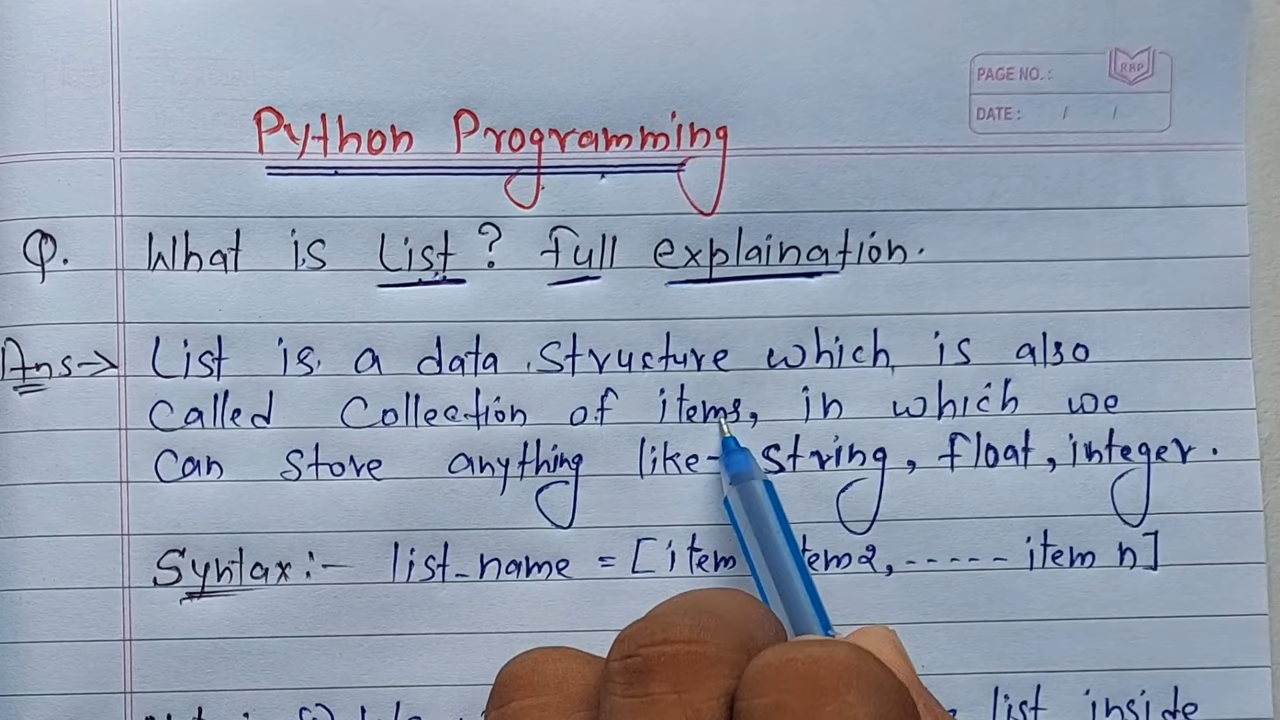 PAGE NO.:
RRP
DATE: / /
Python Programming
Q. What is List? full explaination.
Ans→ List is a data structure which is also
called collection of items, in which we
can store anything like- string, float, integer.
Syntax:- list_name = [item tem2, ----- item n]
list inside